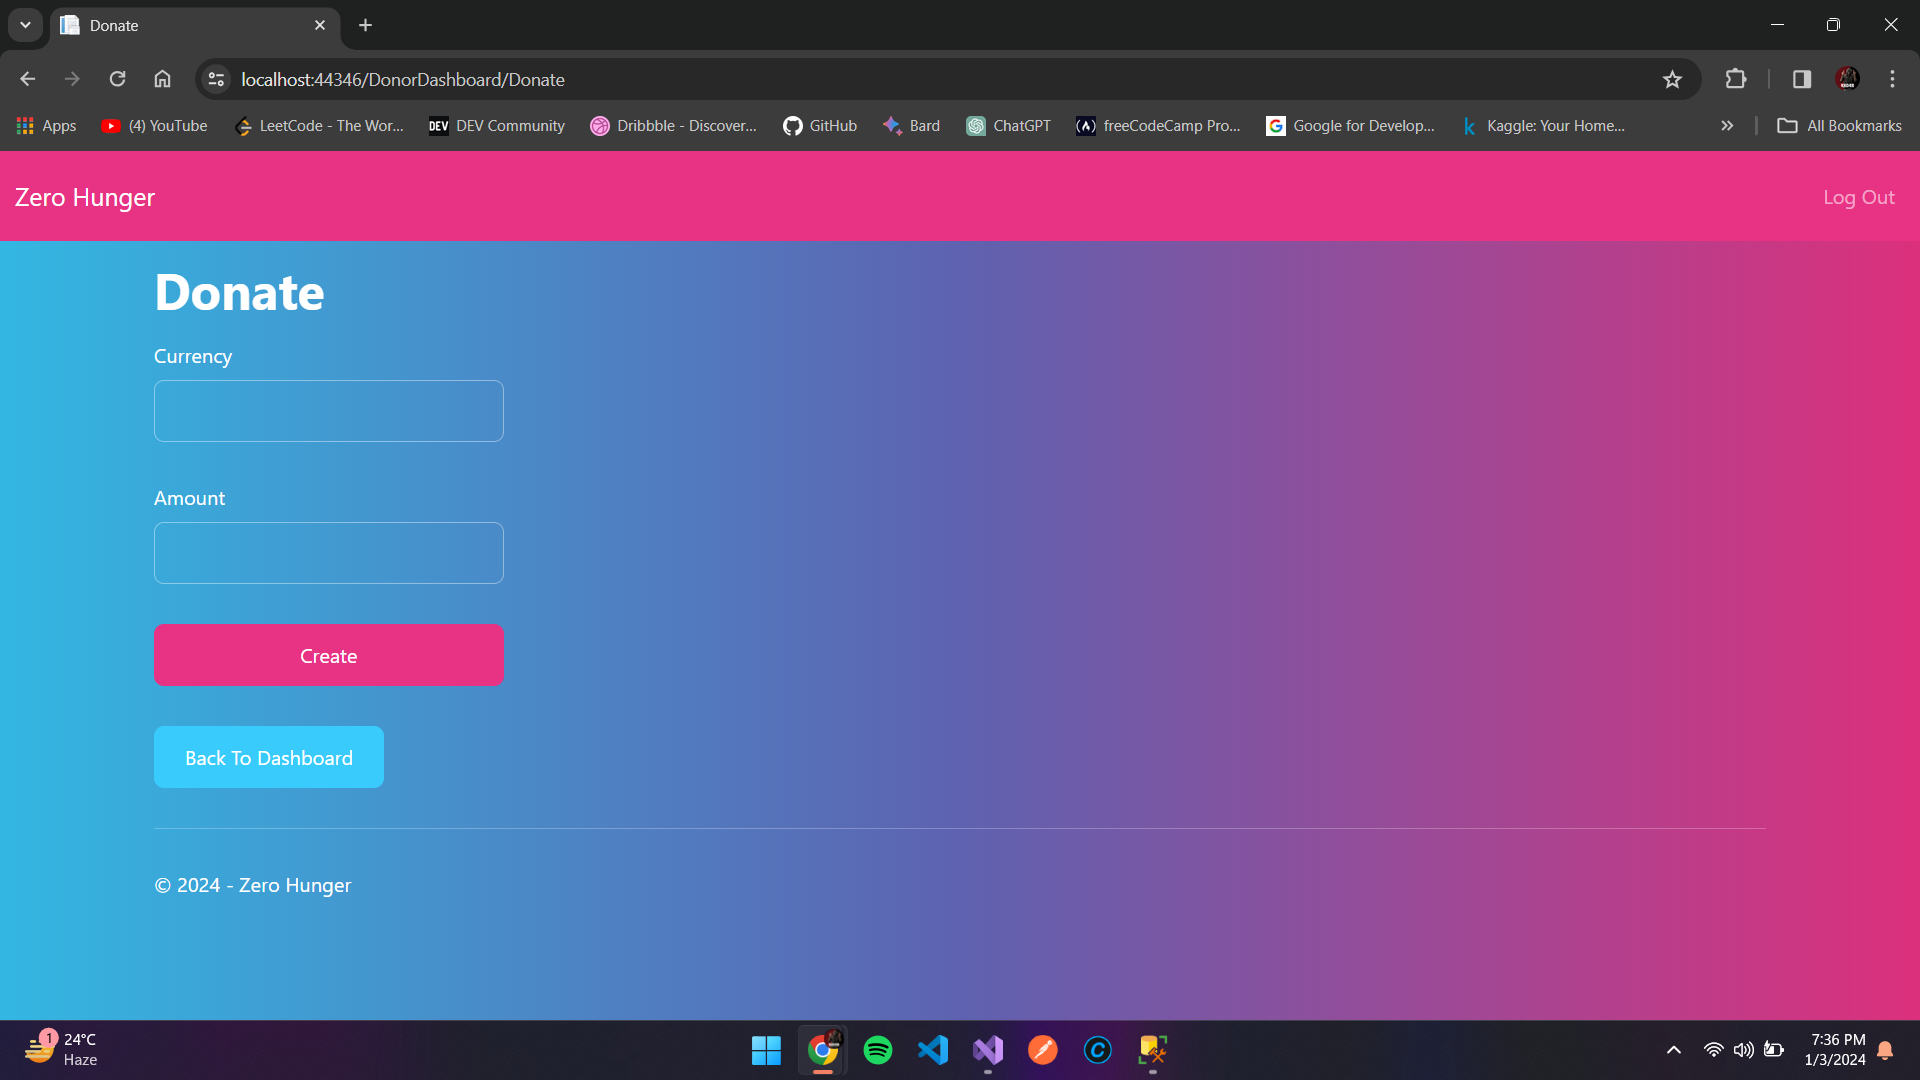 Donate
localhost:44346/DonorDashboard/Donate
Apps (4) YouTube LeetCode - The Wor... DEV DEV Community Dribbble - Discover... GitHub Bard ChatGPT freeCodeCamp Pro... Google for Develop... Kaggle: Your Home... » All Bookmarks
Zero Hunger Log Out
Donate
Currency
Amount
Create
Back To Dashboard
© 2024 - Zero Hunger
1 24°C
Haze
7:36 PM
1/3/2024